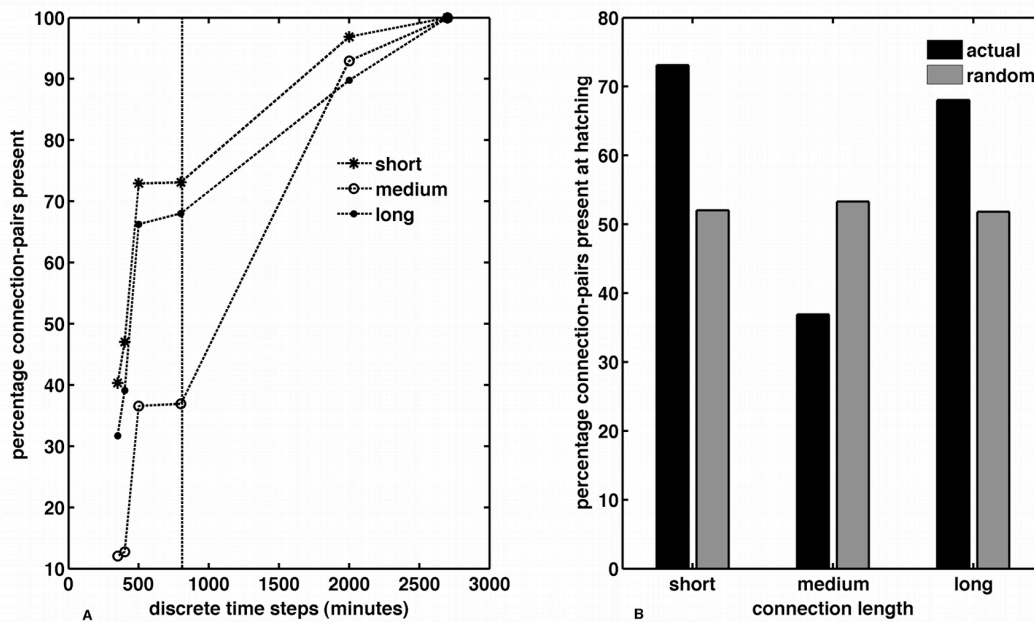 percentage connection-pairs present
100
90
80
70
60
50
40
30
20
10
short
medium
long
0 500 1000 1500 2000 2500 3000
discrete time steps (minutes)
A
percentage connection-pairs present at hatching
80
70
60
50
40
30
20
10
0
actual
random
short medium long
connection length
B